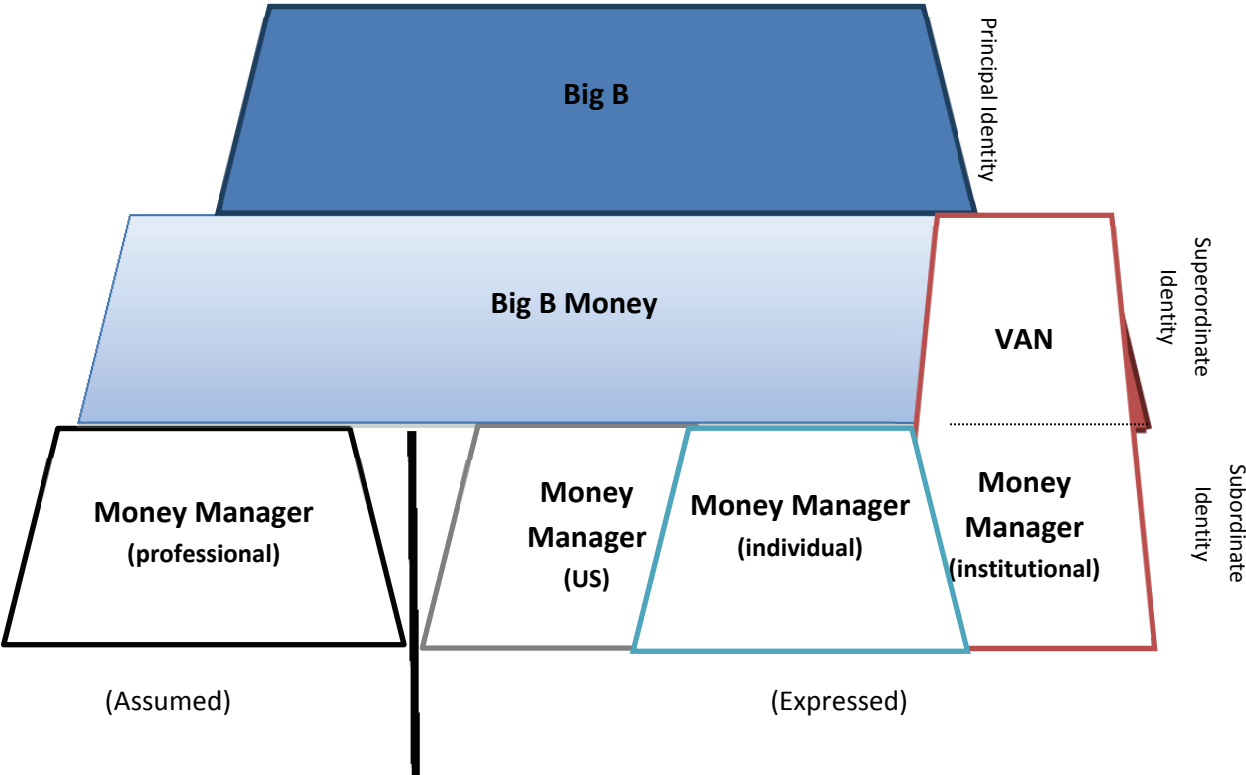 Big B
Principal Identity
Big B Money
VAN
Superordinate
Identity
Money Manager
(professional)
Money
Manager
(US)
Money Manager
(individual)
Money
Manager
(institutional)
Subordinate
Identity
(Assumed)
(Expressed)